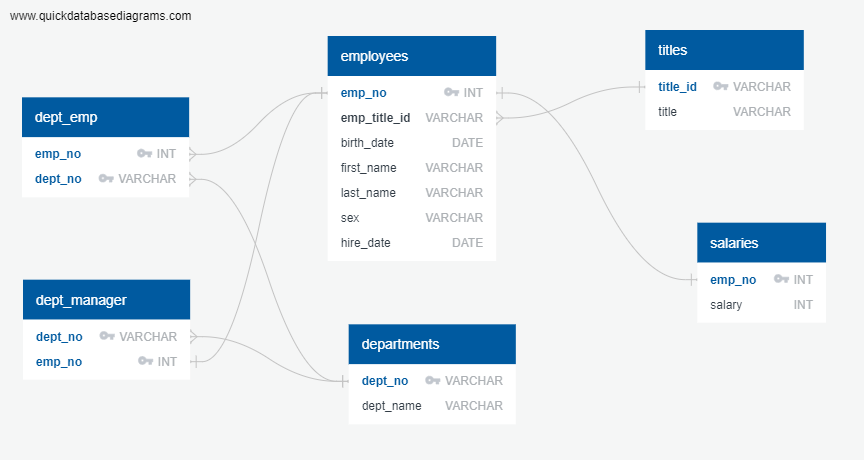 www.quickdatabasediagrams.com
dept_emp
emp_no INT
dept_no VARCHAR
dept_manager
dept_no VARCHAR
emp_no INT
employees
emp_no INT
emp_title_id VARCHAR
birth_date DATE
first_name VARCHAR
last_name VARCHAR
sex VARCHAR
hire_date DATE
departments
dept_no VARCHAR
dept_name VARCHAR
titles
title_id VARCHAR
title VARCHAR
salaries
emp_no INT
salary INT